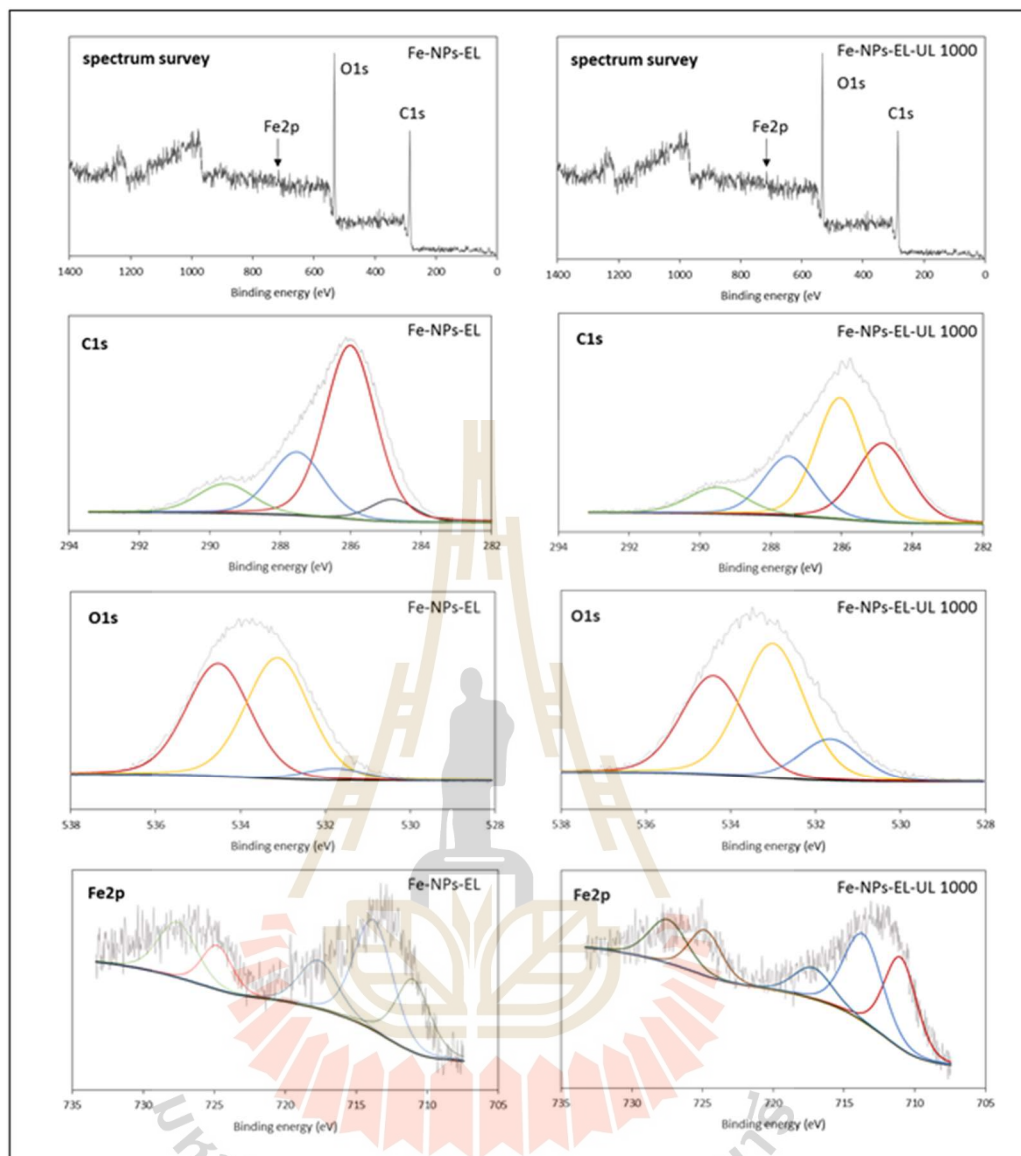 spectrum survey
Fe-NPs-EL
O1s
C1s
Fe2p
1400 1200 1000 800 600 400 200 0
Binding energy (eV)
spectrum survey
Fe-NPs-EL-UL 1000
O1s
C1s
Fe2p
1400 1200 1000 800 600 400 200 0
Binding energy (eV
C1s
Fe-NPs-EL
294 292 290 288 286 284 282
Binding energy (eV)
C1s
Fe-NPs-EL-UL 1000
294 292 290 288 286 284 282
Binding energy (eV)
O1s
Fe-NPs-EL
538 536 534 533 530 528
Binding energy (eV)
O1s
Fe-NPs-EL-UL 1000
538 536 534 532 530 528
Binding energy (eV)
Fe2p
Fe-NPs-EL
735 730 725 720 715 710 705
Binding energy (eV)
Fe2p
Fe-NPs-EL-UL 1000
735 730 725 720 715 710 705
Binding energy (eV)